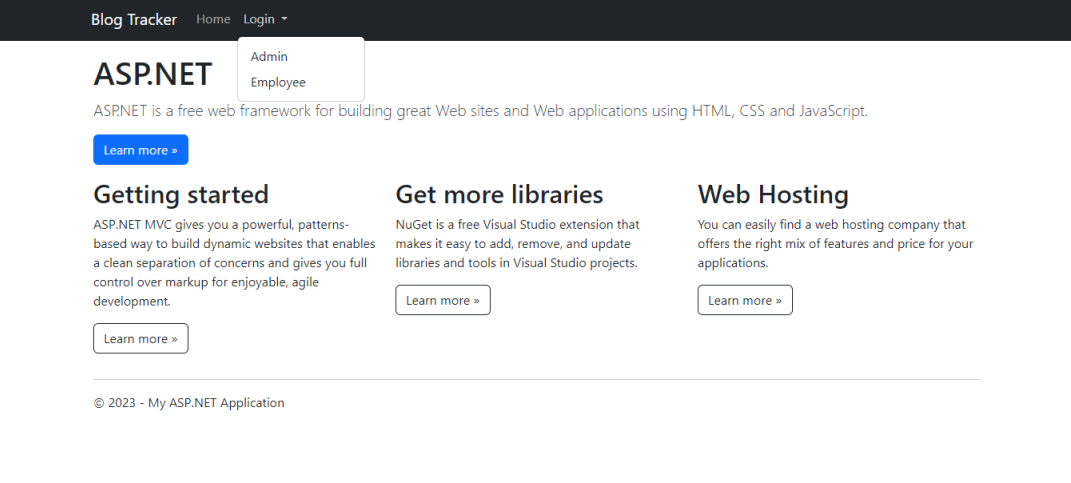 Blog Tracker Home Login
Admin
Employee
ASP.NET
ASP.NET is a free web framework for building great Web sites and Web applications using HTML, CSS and JavaScript.
Learn more »
Getting started
ASP.NET MVC gives you a powerful, patterns-
based way to build dynamic websites that enables
a clean separation of concerns and gives you full
control over markup for enjoyable, agile
development.
Learn more »
Get more libraries
NuGet is a free Visual Studio extension that
makes it easy to add, remove, and update
libraries and tools in Visual Studio projects.
Learn more »
Web Hosting
You can easily find a web hosting company that
offers the right mix of features and price for your
applications.
Learn more »
© 2023 - My ASP.NET Application